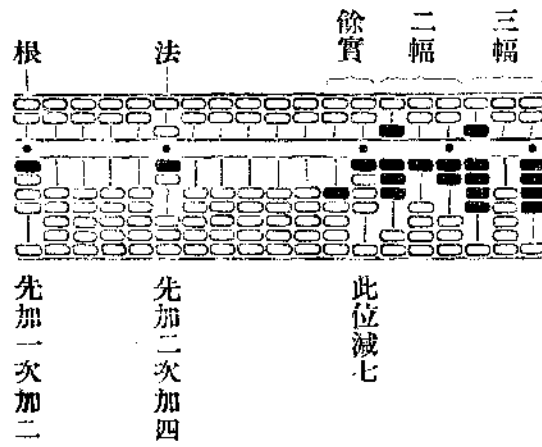 三幅
二幅
餘實
法
根
此位減七
先加二次加四
先加一次加二